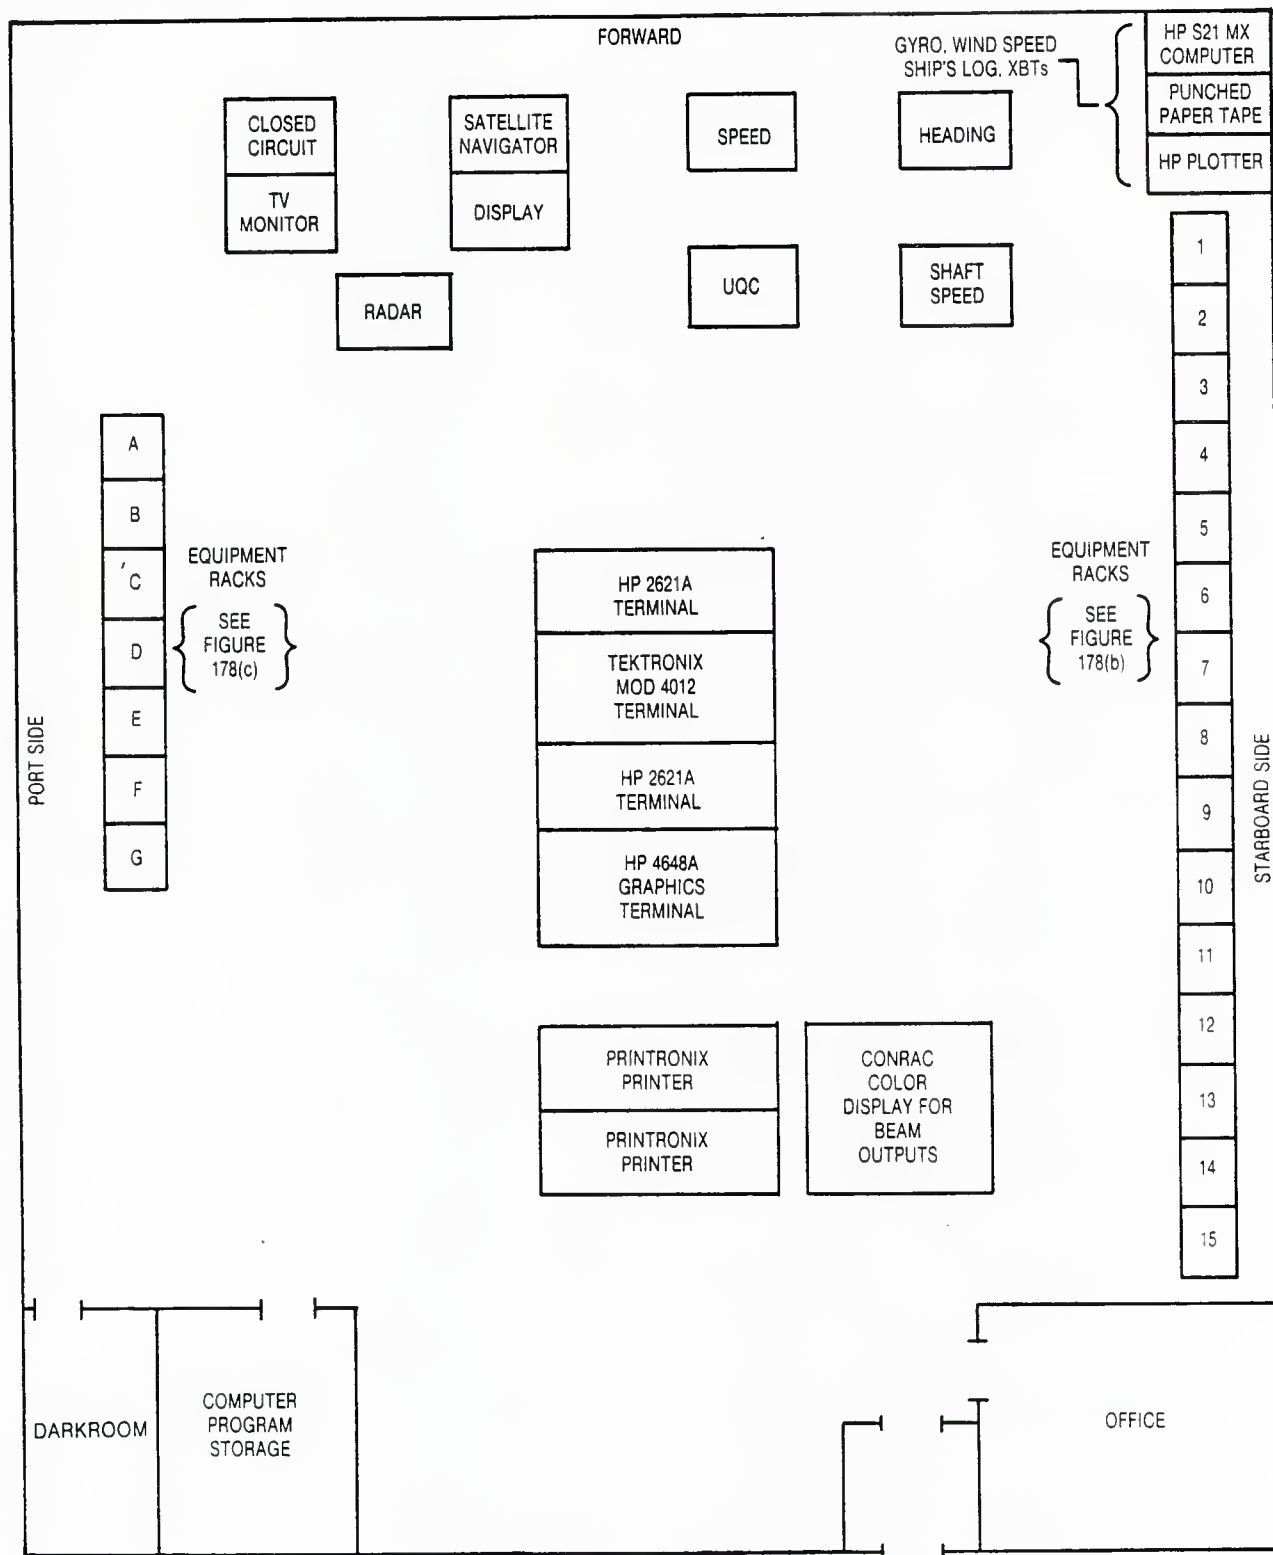 FORWARD
GYRO, WIND SPEED
SHIP'S LOG, XBTs
HP S21 MX
COMPUTER
PUNCHED
PAPER TAPE
HP PLOTTER
CLOSED
CIRCUIT
TV
MONITOR
SATELLITE
NAVIGATOR
DISPLAY
SPEED
HEADING
RADAR
UQC
SHAFT
SPEED
A
B
C
D
E
F
G
EQUIPMENT
RACKS
SEE
FIGURE
178(c)
PORT SIDE
HP 2621A
TERMINAL
TEKTRONIX
MOD 4012
TERMINAL
HP 2621A
TERMINAL
HP 4648A
GRAPHICS
TERMINAL
EQUIPMENT
RACKS
SEE
FIGURE
178(b)
1
2
3
4
5
6
7
8
9
10
11
12
13
14
15
STARBOARD SIDE
PRINTRONIX
PRINTER
PRINTRONIX
PRINTER
CONRAC
COLOR
DISPLAY FOR
BEAM
OUTPUTS
DARKROOM
COMPUTER
PROGRAM
STORAGE
OFFICE